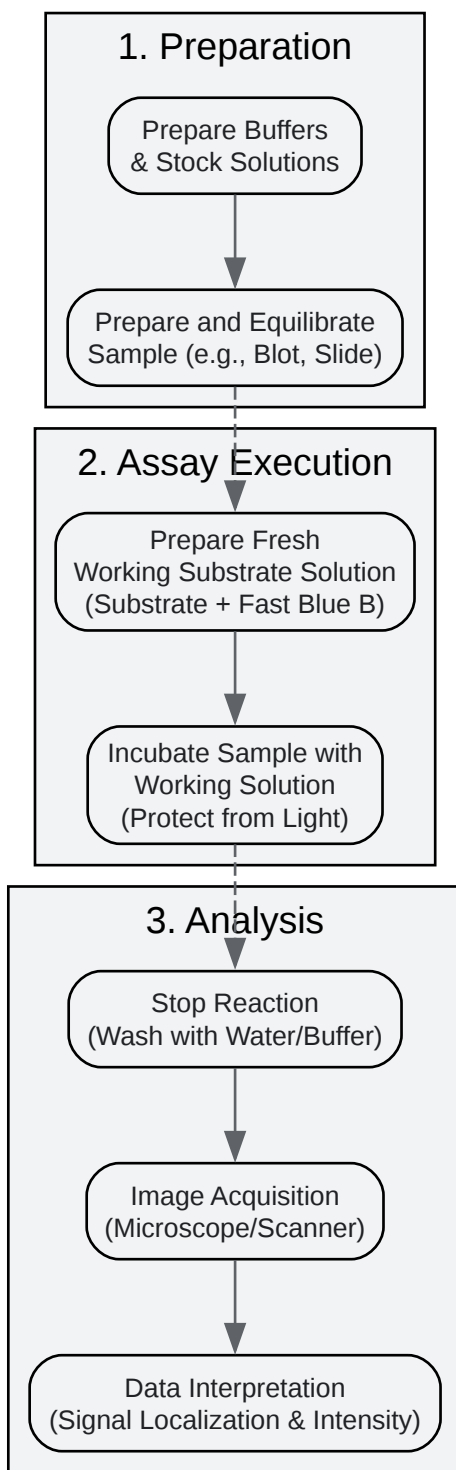 1. Preparation
Prepare Buffers
& Stock Solutions
Prepare and Equilibrate
Sample (e.g., Blot, Slide)
2. Assay Execution
Prepare Fresh
Working Substrate Solution
(Substrate + Fast Blue B)
Incubate Sample with
Working Solution
(Protect from Light)
3. Analysis
Stop Reaction
(Wash with Water/Buffer)
Image Acquisition
(Microscope/Scanner)
Data Interpretation
(Signal Localization & Intensity)